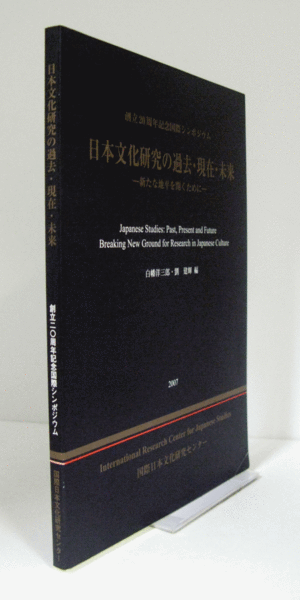 創立20周年記念国際シンポジウム
日本文化研究の過去・現在・未来
―新たな地平を開くために―
Japanese Studies: Past, Present and Future
Breaking New Ground for Research in Japanese Culture
白幡洋三郎・劉 建輝 編
2007
International Research Center for Japanese Studies
国際日本文化研究センター
日本文化研究の過去・現在・未来
創立二〇周年記念国際シンポジウム
国際日本文化研究センター